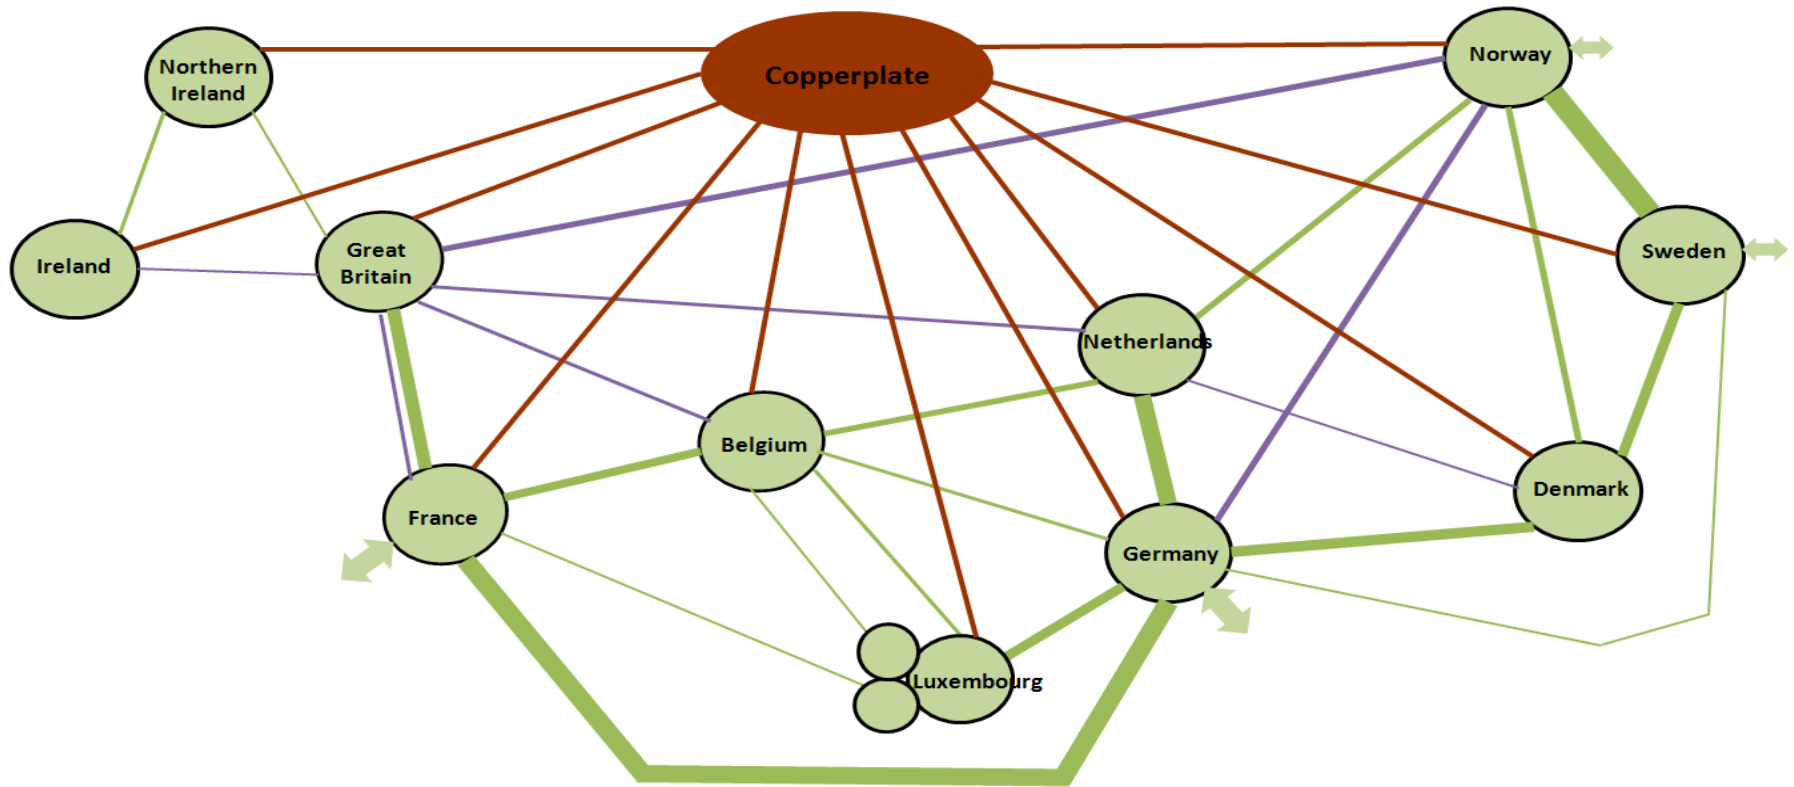 Northern
Ireland
Copperplate
Norway
Ireland
Great
Britain
Sweden
Netherlands
Belgium
Denmark
France
Germany
Luxembourg